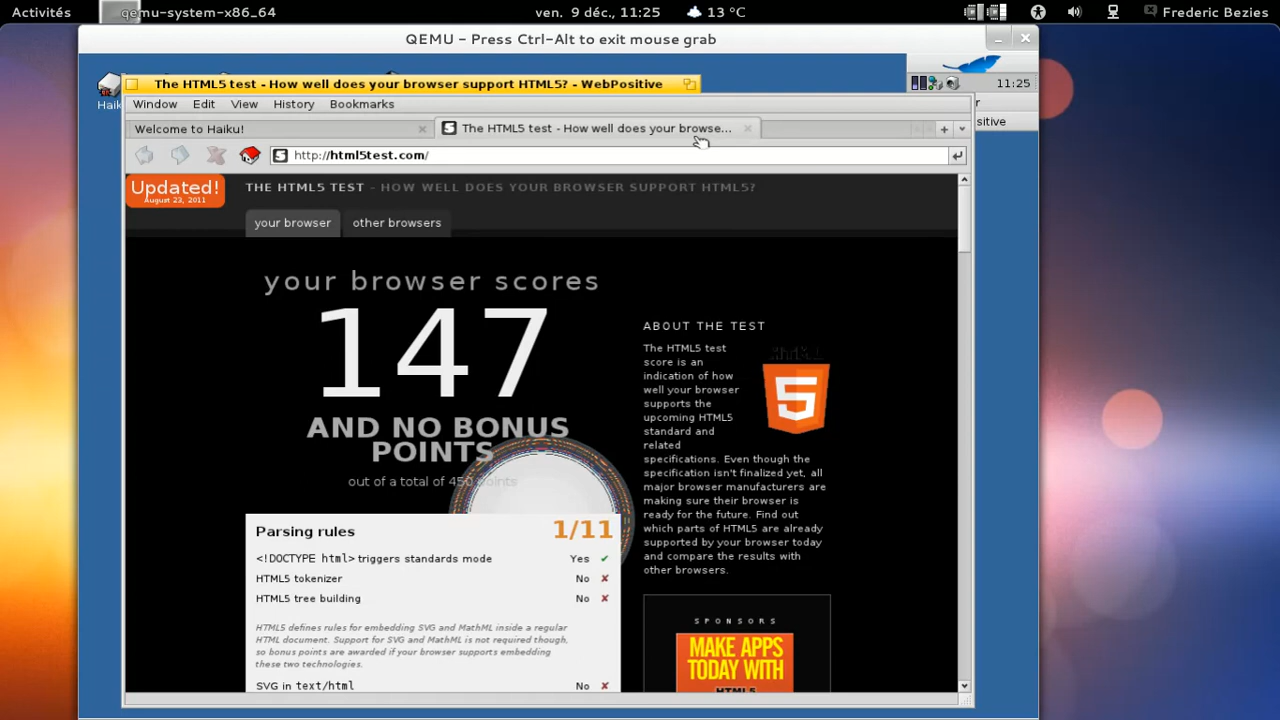 Activités
qemu-system-x86_64
ven. 9 déc., 11:25
13 °C
Frederic Bezies
QEMU - Press Ctrl-Alt to exit mouse grab
11:25
The HTML5 test - How well does your browser support HTML5? - WebPositive
Window Edit View History Bookmarks
Welcome to Haiku!
The HTML5 test - How well does your browse...
http://html5test.com/
Updated!
August 23, 2011
THE HTML5 TEST - HOW WELL DOES YOUR BROWSER SUPPORT HTML5?
your browser
other browsers
your browser scores
147
AND NO BONUS
POINTS
out of a total of 450 points
Parsing rules 1/11
<!DOCTYPE html> triggers standards mode Yes ✔
HTML5 tokenizer No ✘
HTML5 tree building No ✘
HTML5 defines rules for embedding SVG and MathML inside a regular
HTML document. Support for SVG and MathML is not required though,
so bonus points are awarded if your browser supports embedding
these two technologies.
SVG in text/html No ✘
ABOUT THE TEST
The HTML5 test
score is an
indication of how
well your browser
supports the
upcoming HTML5
standard and
related
specifications. Even though the
specification isn't finalized yet, all
major browser manufacturers are
making sure their browser is
ready for the future. Find out
which parts of HTML5 are already
supported by your browser today
and compare the results with
other browsers.
5
SPONSORS
MAKE APPS
TODAY WITH
HTML5